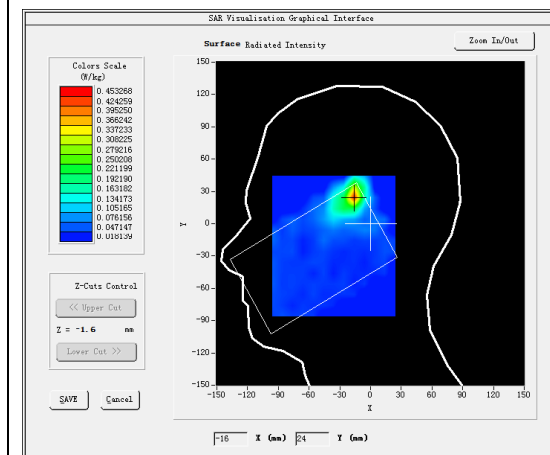 SAR Visualisation Graphical Interface
Surface Radiated Intensity
Zoom In/Out
Colors Scale
(W/kg)
0.453268
0.424259
0.395250
0.366242
0.337233
0.308225
0.279216
0.250208
0.221199
0.192190
0.163182
0.134173
0.105165
0.076156
0.047147
0.018139
Z-Cuts Control
<< Upper Cut
Z = -1.6 mm
Lower Cut >>
SAVE Cancel
150
120
90
60
30
0
-30
-60
-90
-120
-150
Y
-150 -120 -90 -60 -30 0 30 60 90 120 150
X
-16 X (mm) 24 Y (mm)